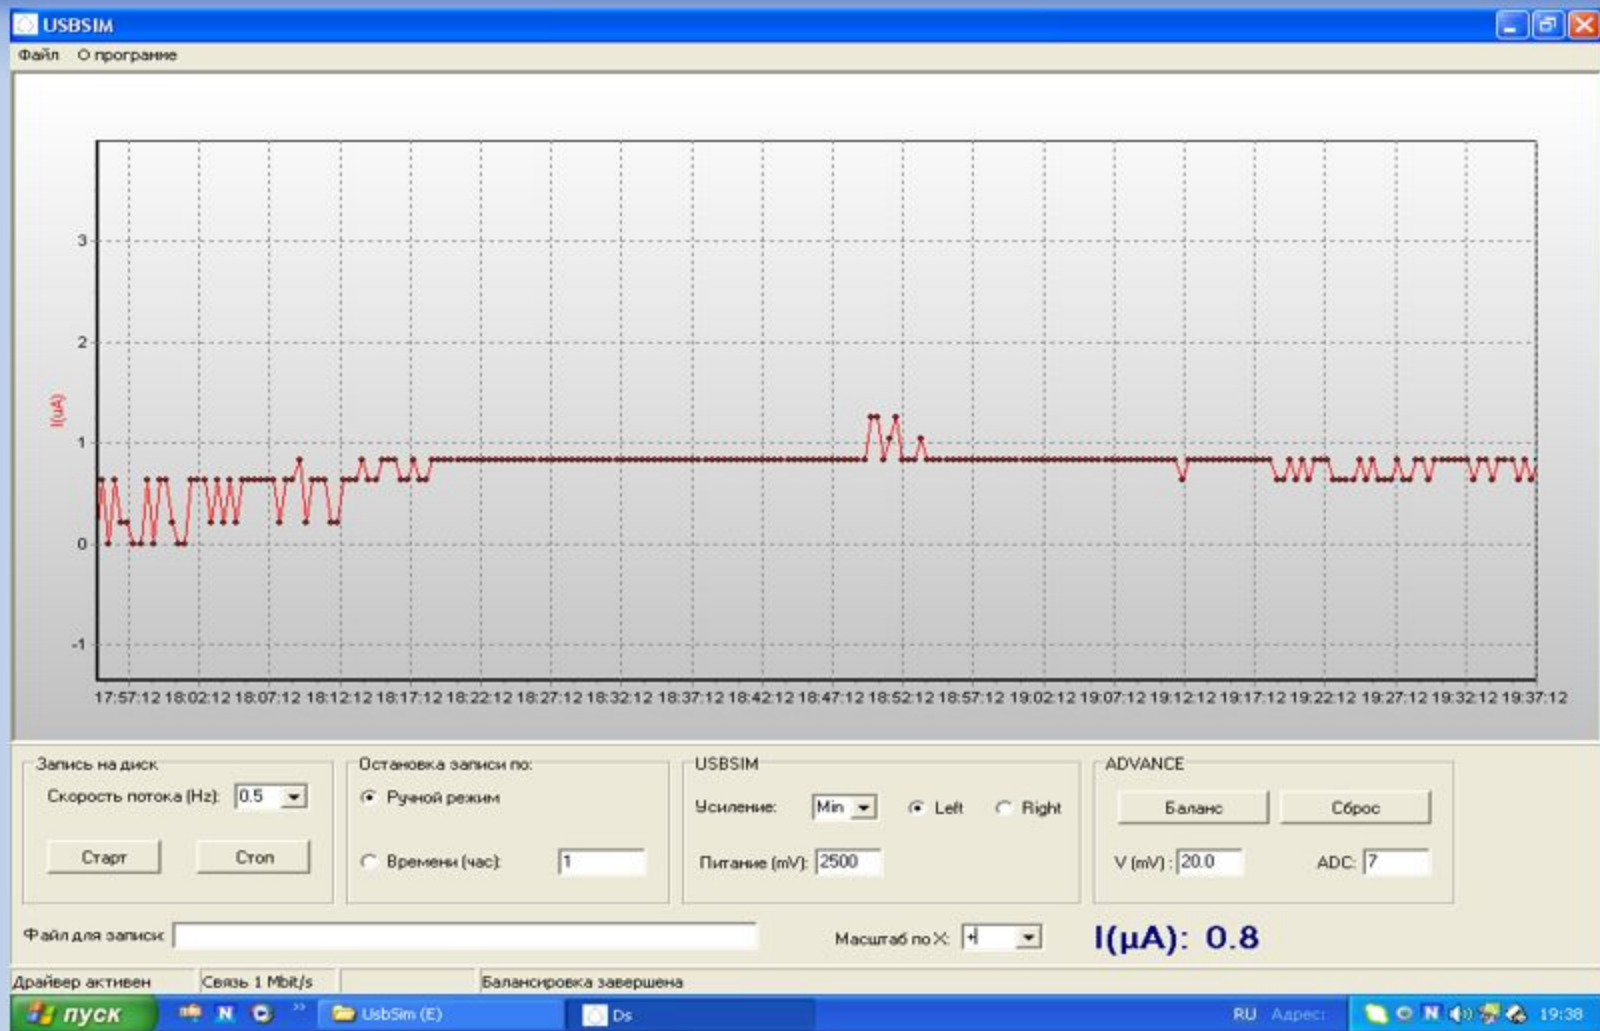 USBSIM
Файл О програмие
3
2
I(uA)
1
0
-1
17:57:12 18:02:12 18:07:12 18:12:12 18:17:12 18:22:12 18:27:12 18:32:12 18:37:12 18:42:12 18:47:12 18:52:12 18:57:12 19:02:12 19:07:12 19:12:12 19:17:12 19:22:12 19:27:12 19:32:12 19:37:12
Запись на диск Остановка записи по: USBSIM ADVANCE
Скорость потока (Hz): 0.5 Ручной режим Усиление: Min Left Right Баланс Сброс
Старт Стоп Времени (час): 1 Питание (mV): 2500 V (mV) : 20.0 ADC: 7
Файл для записи: Масштаб по X: + I(µA): 0.8
Драйвер активен Связь 1 Mbit/s Балансировка завершена
пуск N » UsbSim (E) Ds RU Адрес: N 19:38